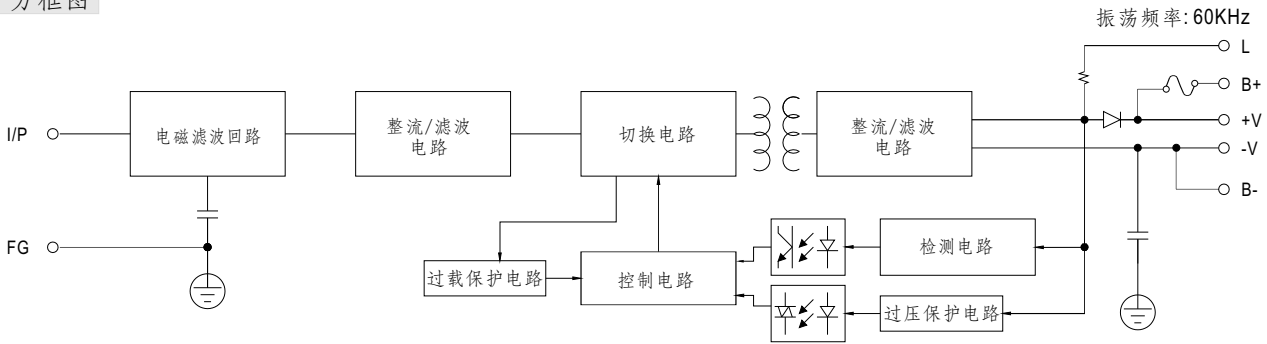 方框图
振荡频率: 60KHz
L
B+
I/P
电磁滤波回路
整流/滤波
电路
切换电路
整流/滤波
电路
+V
-V
B-
FG
过载保护电路
控制电路
检测电路
过压保护电路